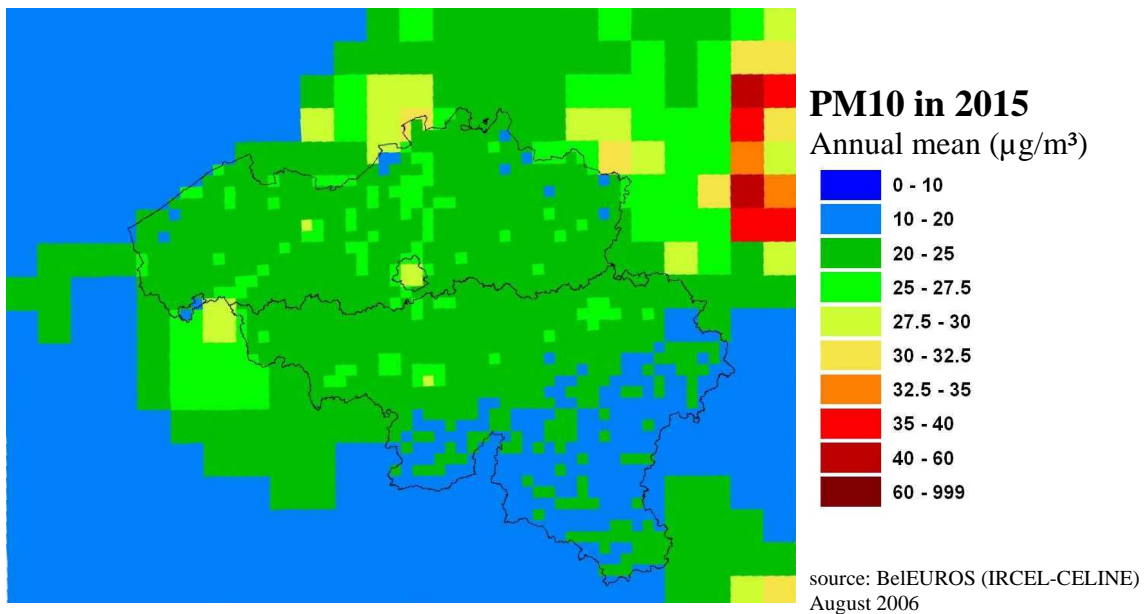 PM10 in 2015
Annual mean (µg/m³)
0 - 10
10 - 20
20 - 25
25 - 27.5
27.5 - 30
30 - 32.5
32.5 - 35
35 - 40
40 - 60
60 - 999
source: BelEUROS (IRCEL-CELINE)
August 2006